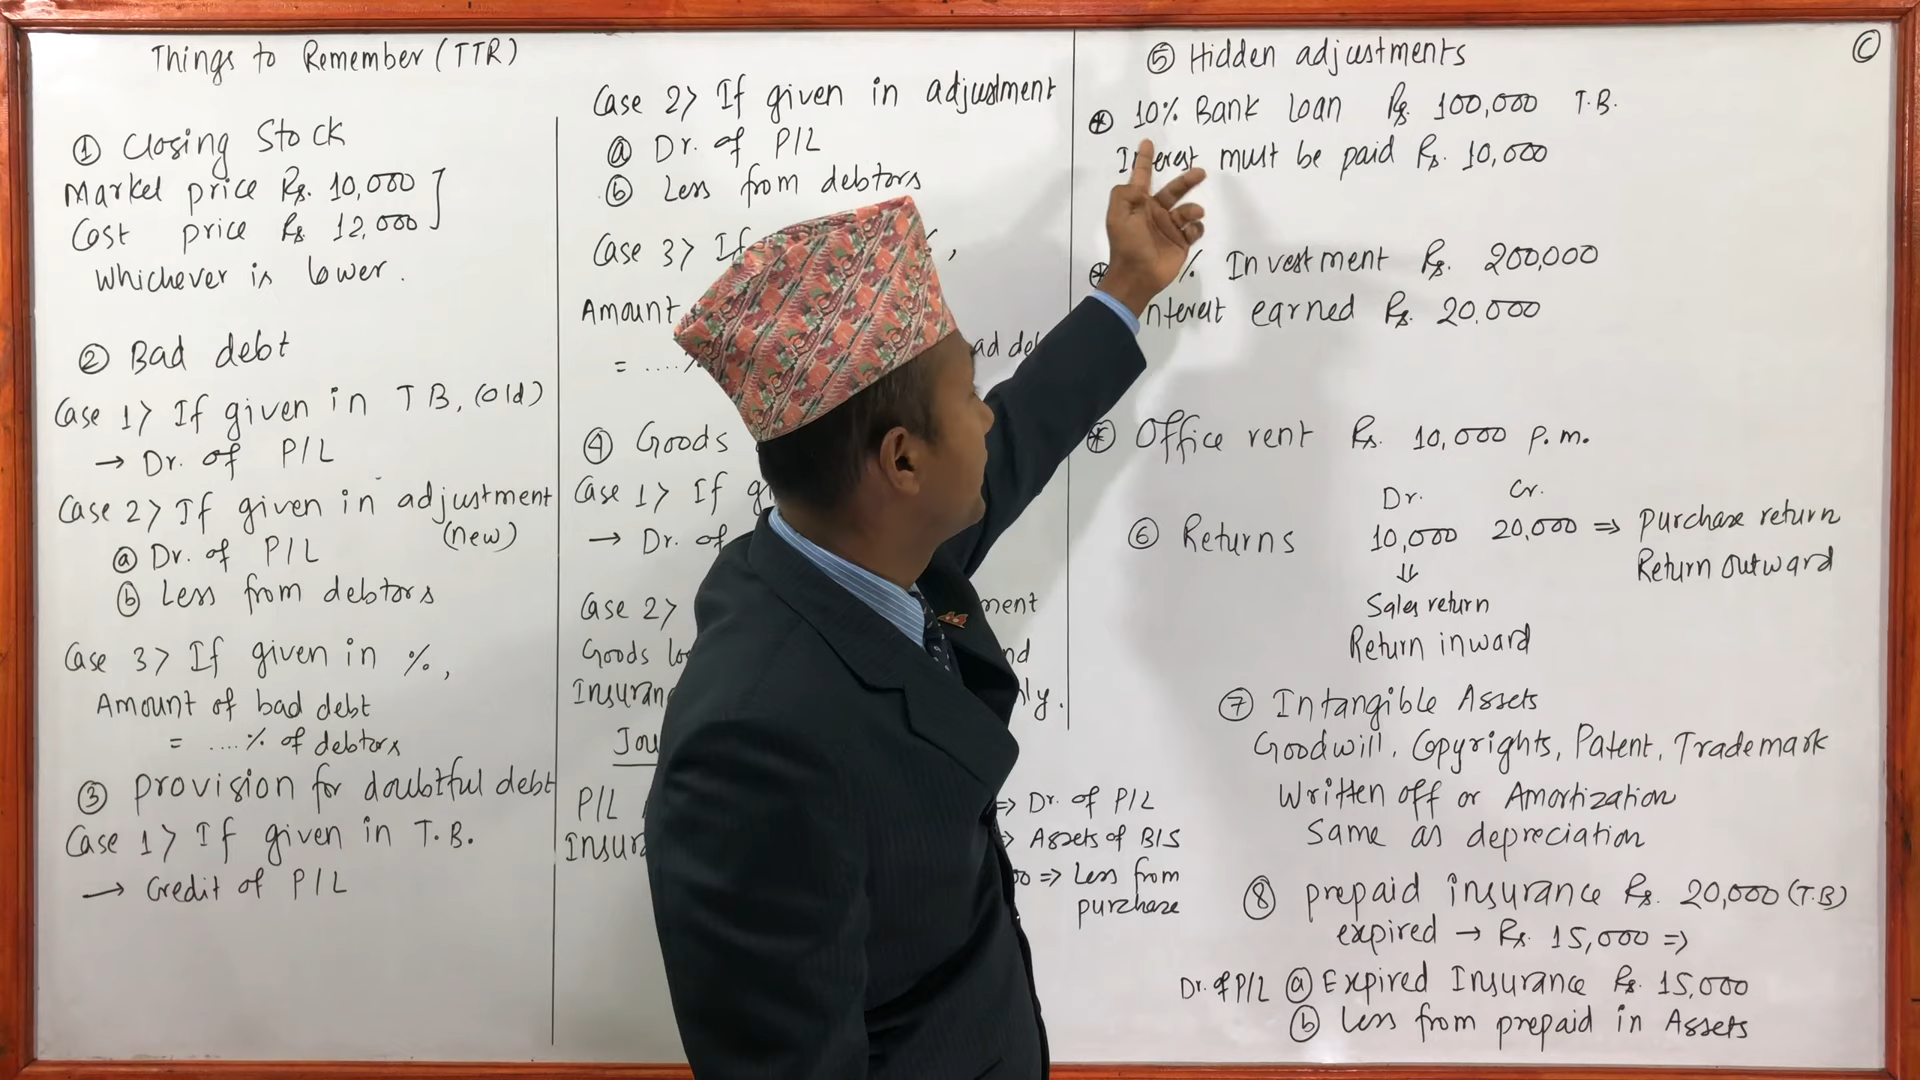 Things to Remember (TTR)
① Closing Stock
Market price Rs. 10,000
Cost price Rs 12,000
Whichever is lower.
② Bad debt
Case 1> If given in T B, (Old)
→ Dr. of P/L
Case 2> If given in adjustment
(new)
ⓐ Dr. of P/L
ⓑ Less from debtors
Case 3> If given in %,
Amount of bad debt
= ....% of debtors
③ Provision for doubtful debt
Case 1> If given in T.B.
→ Credit of P/L
Case 2> If given in adjustment
ⓐ Dr. of P/L
ⓑ Less from debtors
Case 3> If
Amount
= ....%
④ Goods
Case 1> If
→ Dr. of
Case 2>
Goods
P/L
=> Dr. of P/L
=> Assets of B/S
=> Less from
purchase
⑤ Hidden adjustments
* 10% Bank Loan Rs. 100,000 T.B.
Interest must be paid Rs. 10,000
* % Investment Rs. 200,000
Interest earned Rs. 20,000
* Office rent Rs. 10,000 P.m.
Dr. Cr.
⑥ Returns 10,000 20,000 => Purchase return
Return outward
⇓
Sales return
Return inward
⑦ Intangible Assets
Goodwill, Copyrights, Patent, Trademark
Written off or Amortization
Same as depreciation
⑧ Prepaid insurance Rs. 20,000 (T.B)
expired → Rs. 15,000 =>
Dr. of P/L ⓐ Expired Insurance Rs. 15,000
ⓑ Less from prepaid in Assets
©